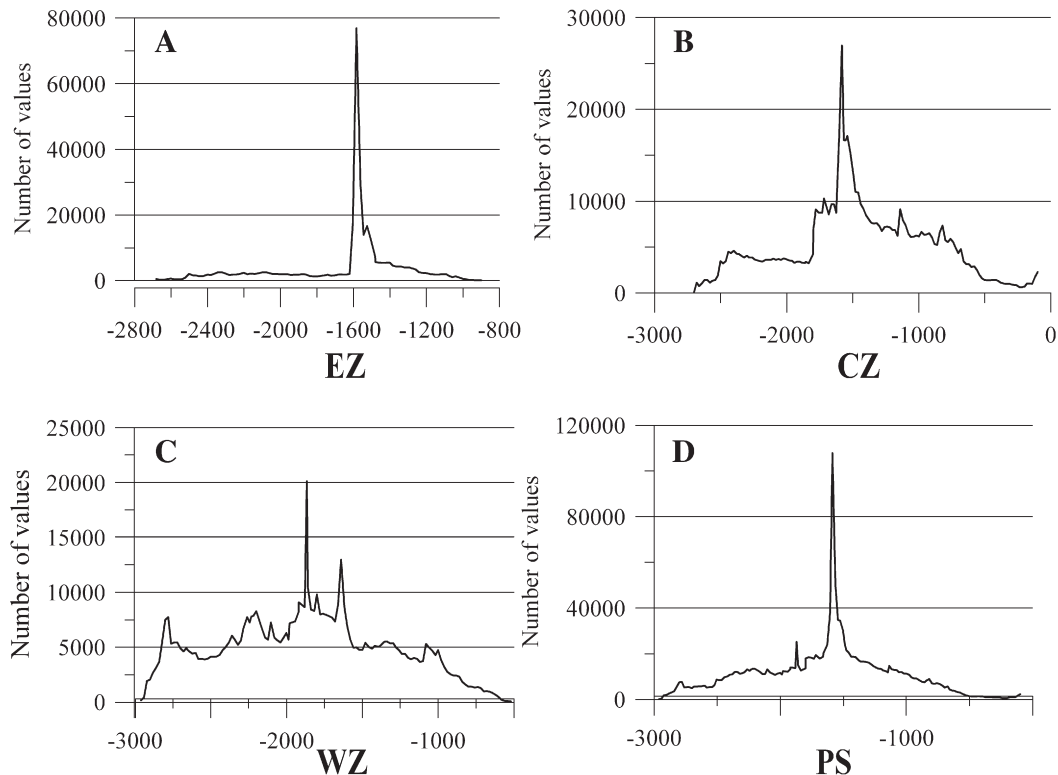 A
Number of values
80000
60000
40000
20000
0
-2800 -2400 -2000 -1600 -1200 -800
EZ
B
Number of values
30000
20000
10000
0
-3000 -2000 -1000 0
CZ
C
Number of values
25000
20000
15000
10000
5000
0
-3000 -2000 -1000
WZ
D
Number of values
120000
80000
40000
0
-3000 -1000
PS